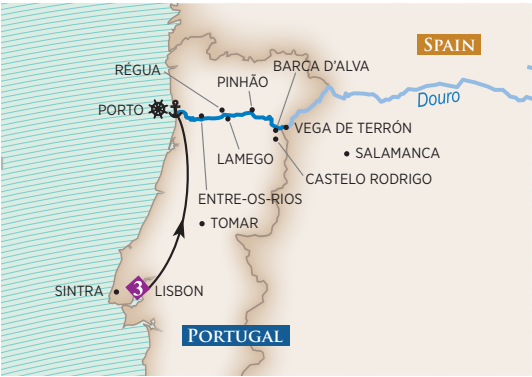 SPAIN
BARCA D'ALVA
RÉGUA
PINHÃO
Douro
PORTO
VEGA DE TERRÓN
LAMEGO
SALAMANCA
CASTELO RODRIGO
ENTRE-OS-RIOS
TOMAR
SINTRA
3
LISBON
PORTUGAL